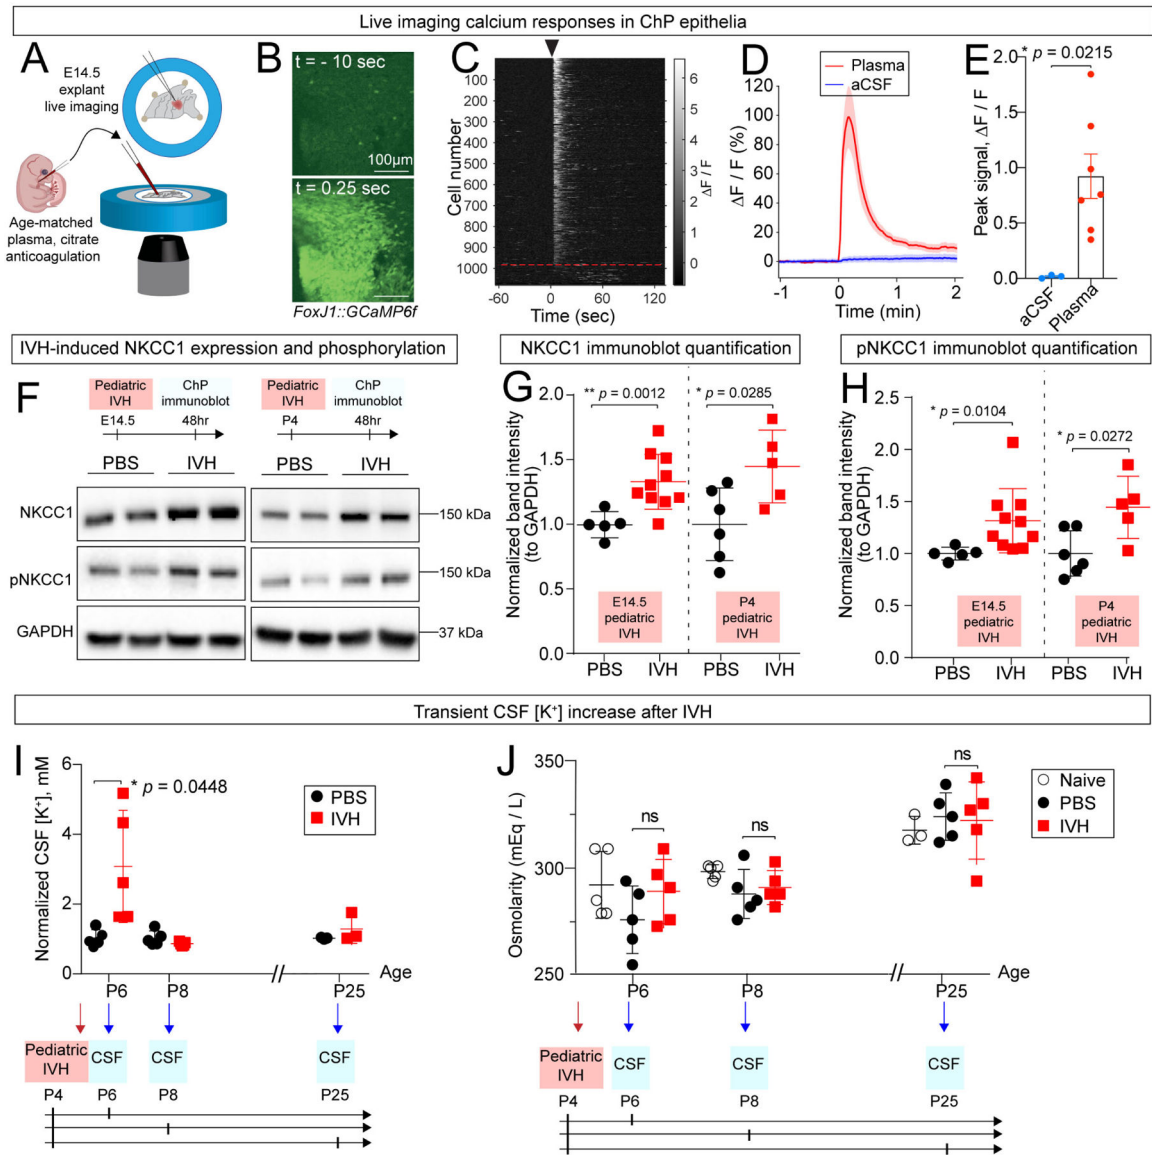 Live imaging calcium responses in ChP epithelia
A
E14.5
explant
live imaging
Age-matched
plasma, citrate
anticoagulation
B
t = - 10 sec
100µm
t = 0.25 sec
FoxJ1::GCaMP6f
C
Cell number
100
200
300
400
500
600
700
800
900
1000
-60
0
60
120
Time (sec)
6
5
4
3
2
1
0
ΔF / F
D
Plasma
aCSF
ΔF / F (%)
120
100
80
60
40
20
0
-1
0
1
2
Time (min)
E
* p = 0.0215
Peak signal, ΔF / F
2.0
1.5
1.0
0.5
0.0
aCSF
Plasma
IVH-induced NKCC1 expression and phosphorylation
NKCC1 immunoblot quantification
pNKCC1 immunoblot quantification
F
Pediatric
IVH
ChP
immunoblot
E14.5
48hr
PBS
IVH
Pediatric
IVH
ChP
immunoblot
P4
48hr
PBS
IVH
NKCC1
150 kDa
pNKCC1
150 kDa
GAPDH
37 kDa
G
Normalized band intensity
(to GAPDH)
2.0
1.5
1.0
0.5
0.0
** p = 0.0012
* p = 0.0285
E14.5
pediatric
IVH
P4
pediatric
IVH
PBS
IVH
PBS
IVH
H
Normalized band intensity
(to GAPDH)
2.5
2.0
1.5
1.0
0.5
0.0
* p = 0.0104
* p = 0.0272
E14.5
pediatric
IVH
P4
pediatric
IVH
PBS
IVH
PBS
IVH
Transient CSF [K⁺] increase after IVH
I
Normalized CSF [K⁺], mM
6
4
2
0
* p = 0.0448
PBS
IVH
P6
P8
P25
Age
Pediatric
IVH
CSF
CSF
CSF
P4
P6
P8
P25
J
Osmolarity (mEq / L)
350
300
250
ns
ns
ns
Naive
PBS
IVH
P6
P8
P25
Age
Pediatric
IVH
CSF
CSF
CSF
P4
P6
P8
P25